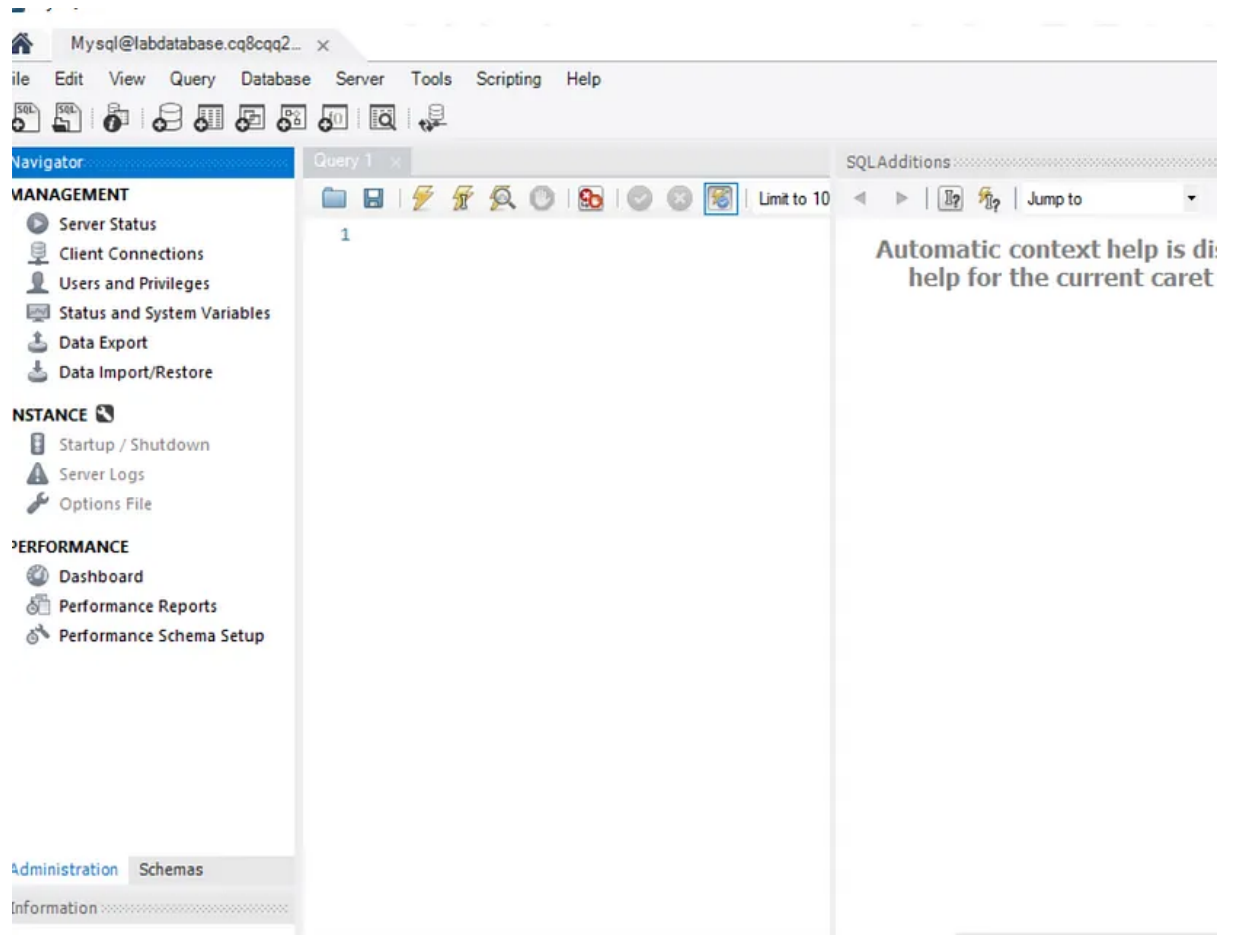 Mysql@labdatabase.cq8cqq2...
ile Edit View Query Database Server Tools Scripting Help
Navigator
MANAGEMENT
Server Status
Client Connections
Users and Privileges
Status and System Variables
Data Export
Data Import/Restore
NSTANCE
Startup / Shutdown
Server Logs
Options File
PERFORMANCE
Dashboard
Performance Reports
Performance Schema Setup
Administration Schemas
Information
Query 1
Limit to 10
1
SQLAdditions
Jump to
Automatic context help is di
help for the current caret